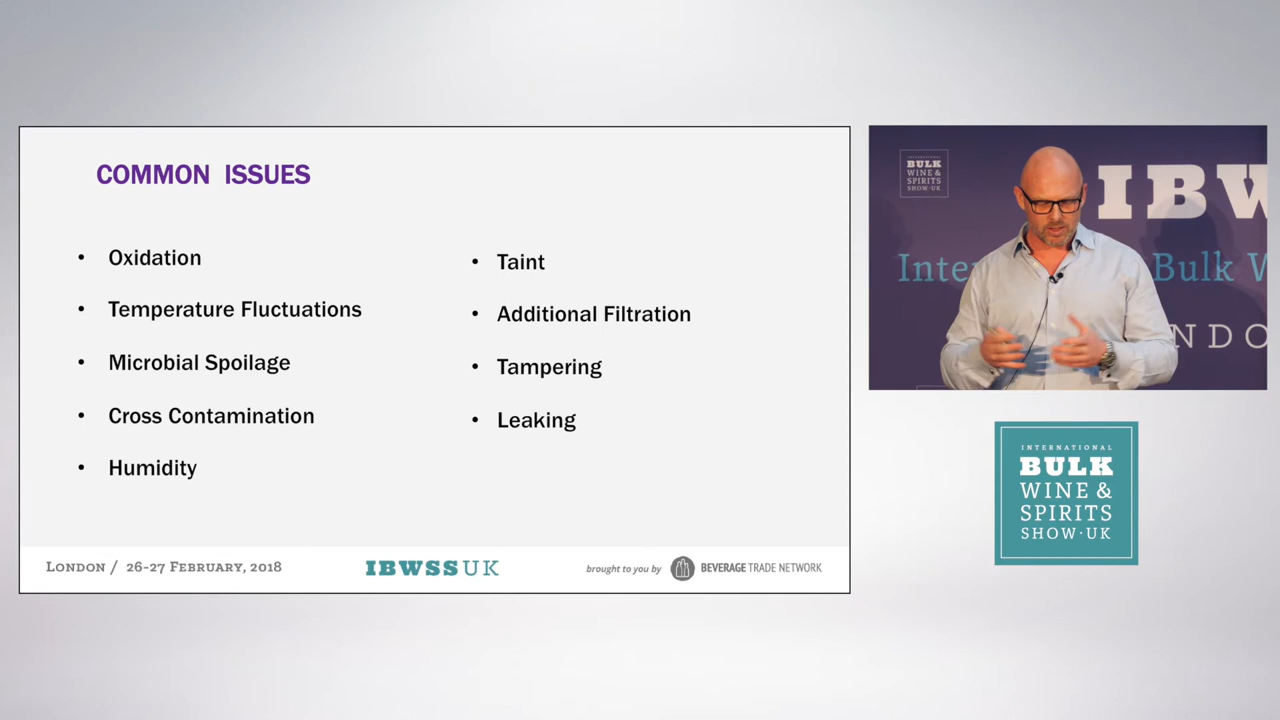 COMMON ISSUES
• Oxidation
• Temperature Fluctuations
• Microbial Spoilage
• Cross Contamination
• Humidity
• Taint
• Additional Filtration
• Tampering
• Leaking
LONDON / 26-27 FEBRUARY, 2018
IBWSS UK
brought to you by
BEVERAGE TRADE NETWORK
INTERNATIONAL
BULK
WINE &
SPIRITS
SHOW·UK
IBW
Inte Bulk W
NDO
INTERNATIONAL
BULK
WINE &
SPIRITS
SHOW·UK